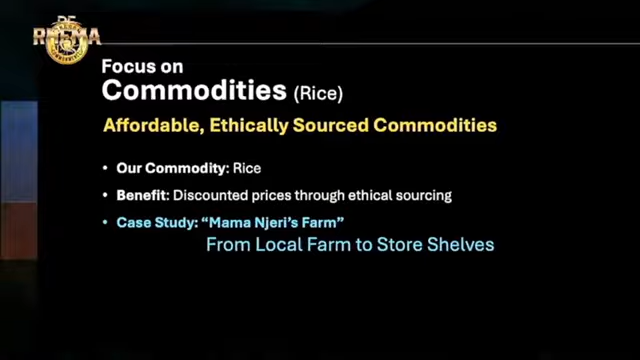 RHEMA
Focus on
Commodities (Rice)
Affordable, Ethically Sourced Commodities
• Our Commodity: Rice
• Benefit: Discounted prices through ethical sourcing
• Case Study: “Mama Njeri’s Farm”
From Local Farm to Store Shelves